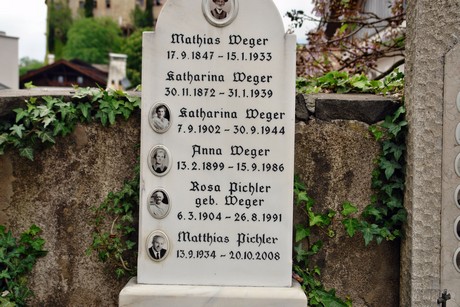 Mathias Weger
17.9.1847 - 15.1.1933
Katharina Weger
30.11.1872 - 31.1.1939
Katharina Weger
7.9.1902 - 30.9.1944
Anna Weger
13.2.1899 - 15.9.1986
Rosa Pichler
geb. Weger
6.3.1904 - 26.8.1991
Matthias Pichler
13.9.1934 - 20.10.2008